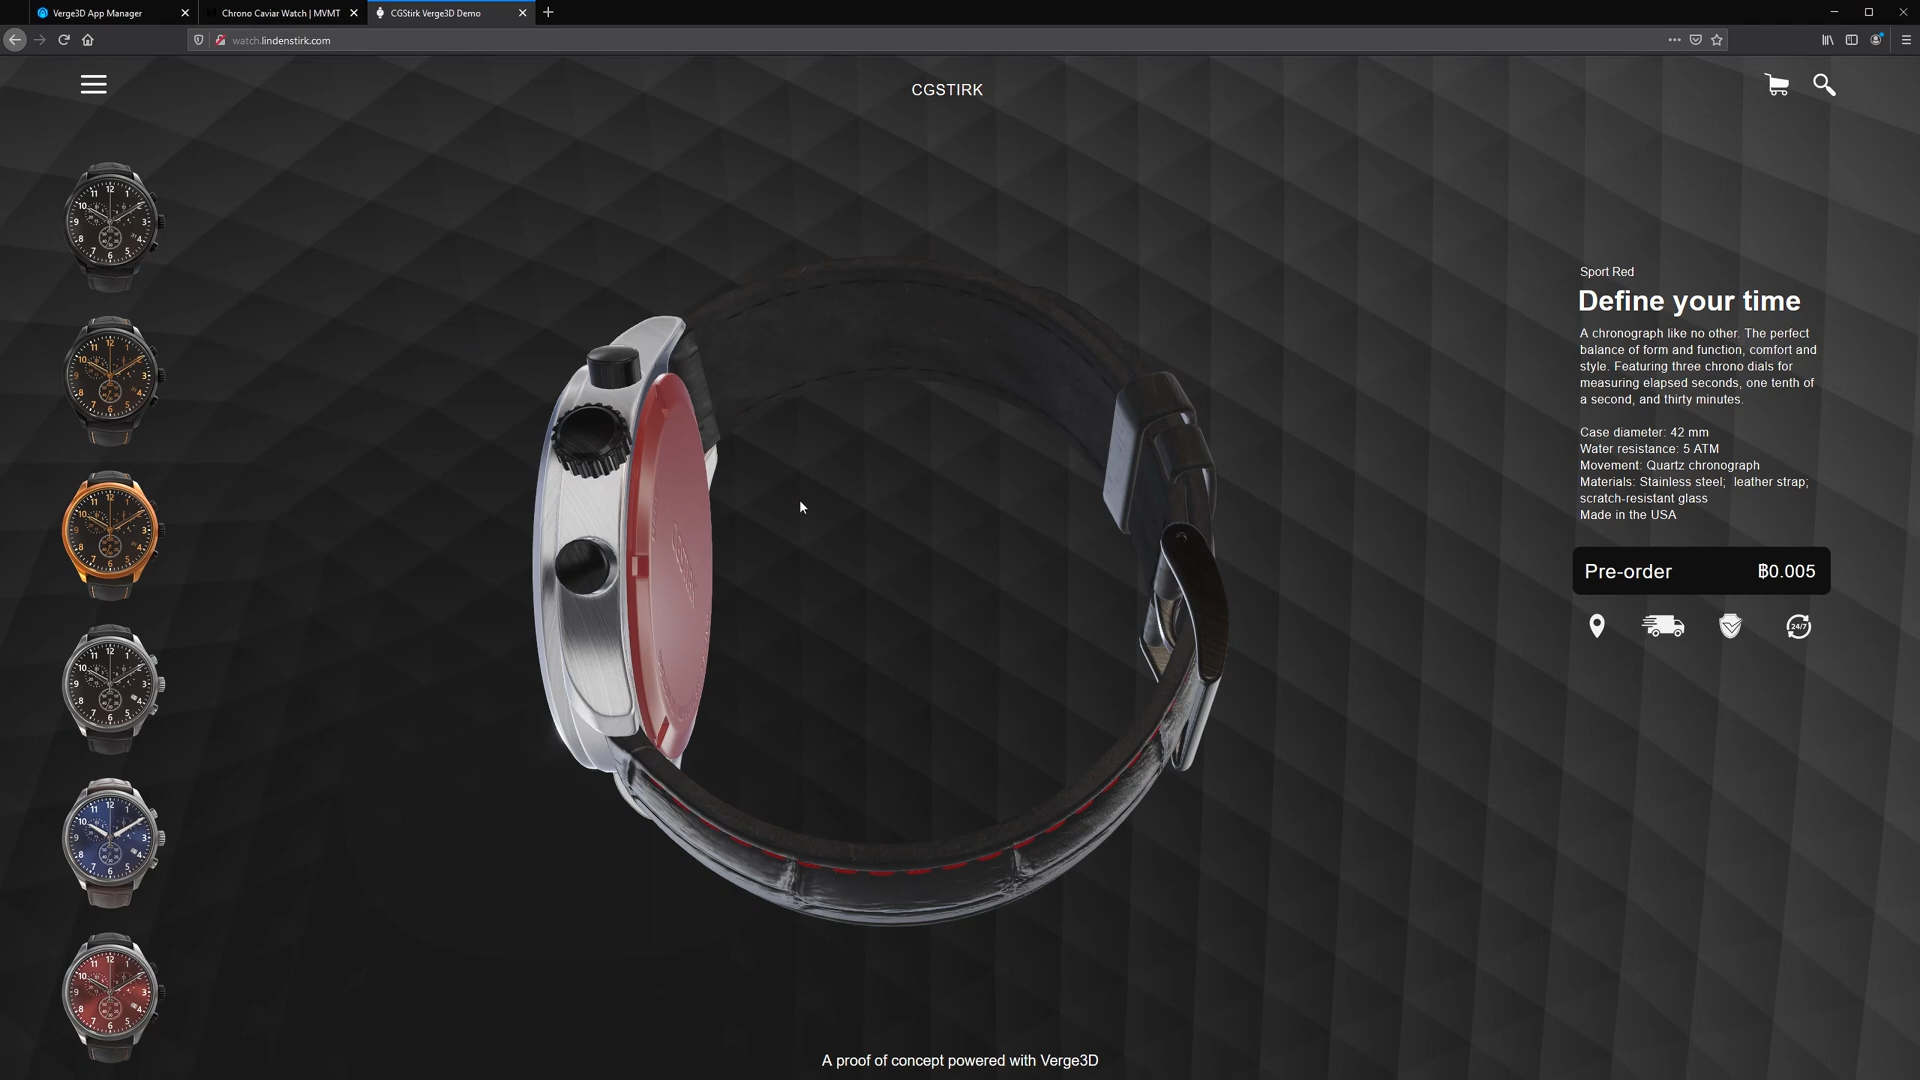 Verge3D App Manager
Chrono Caviar Watch | MVMT
CGStirk Verge3D Demo
watch.lindenstirk.com
CGSTIRK
Sport Red
Define your time
A chronograph like no other. The perfect
balance of form and function, comfort and
style. Featuring three chrono dials for
measuring elapsed seconds, one tenth of
a second, and thirty minutes.
Case diameter: 42 mm
Water resistance: 5 ATM
Movement: Quartz chronograph
Materials: Stainless steel;  leather strap;
scratch-resistant glass
Made in the USA
Pre-order ฿0.005
24/7
A proof of concept powered with Verge3D